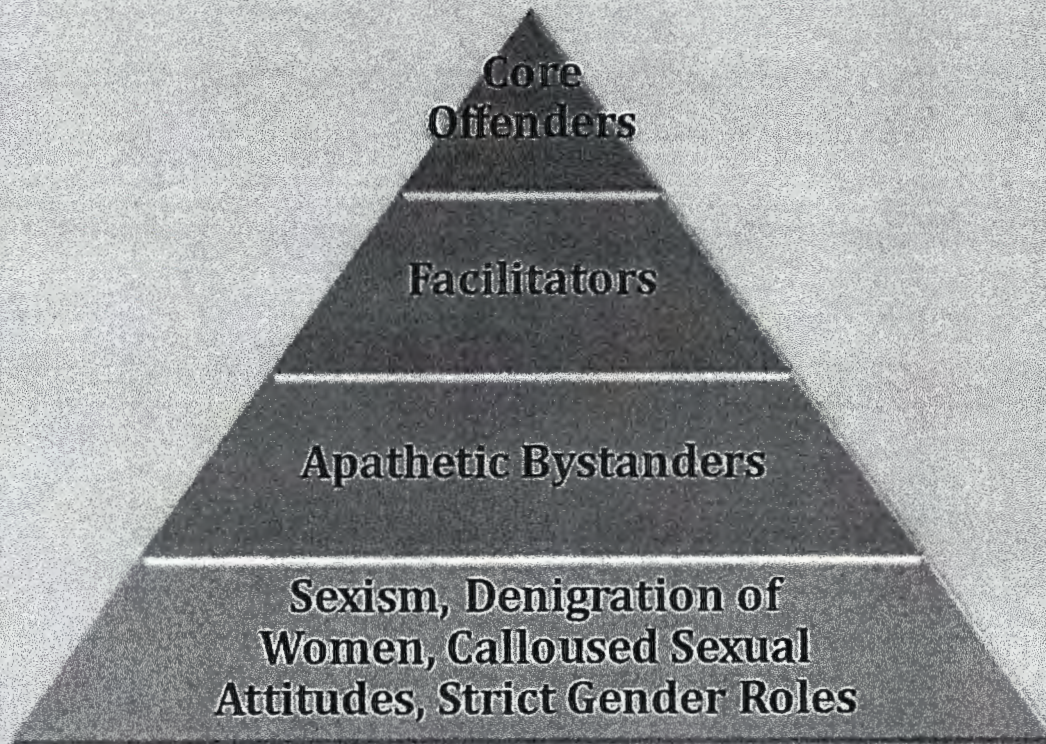 Core
Offenders
Facilitators
Apathetic Bystanders
Sexism, Denigration of
Women, Calloused Sexual
Attitudes, Strict Gender Roles